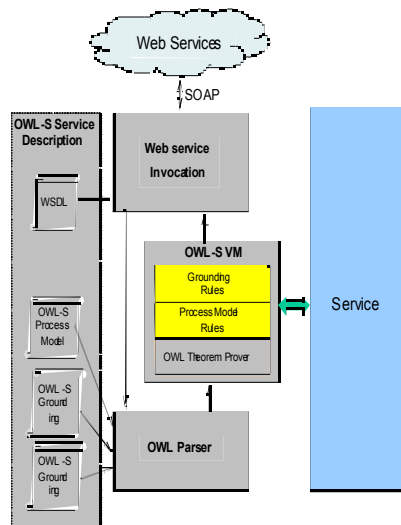 Web Services
SOAP
OWL-S Service
Description
Web service
Invocation
WSDL
OWL-S VM
Grounding
Rules
Process Model
Rules
OWL Theorem Prover
Service
OWL-S
Process
Model
OWL -S
Ground
ing
OWL Parser
OWL -S
Ground
ing